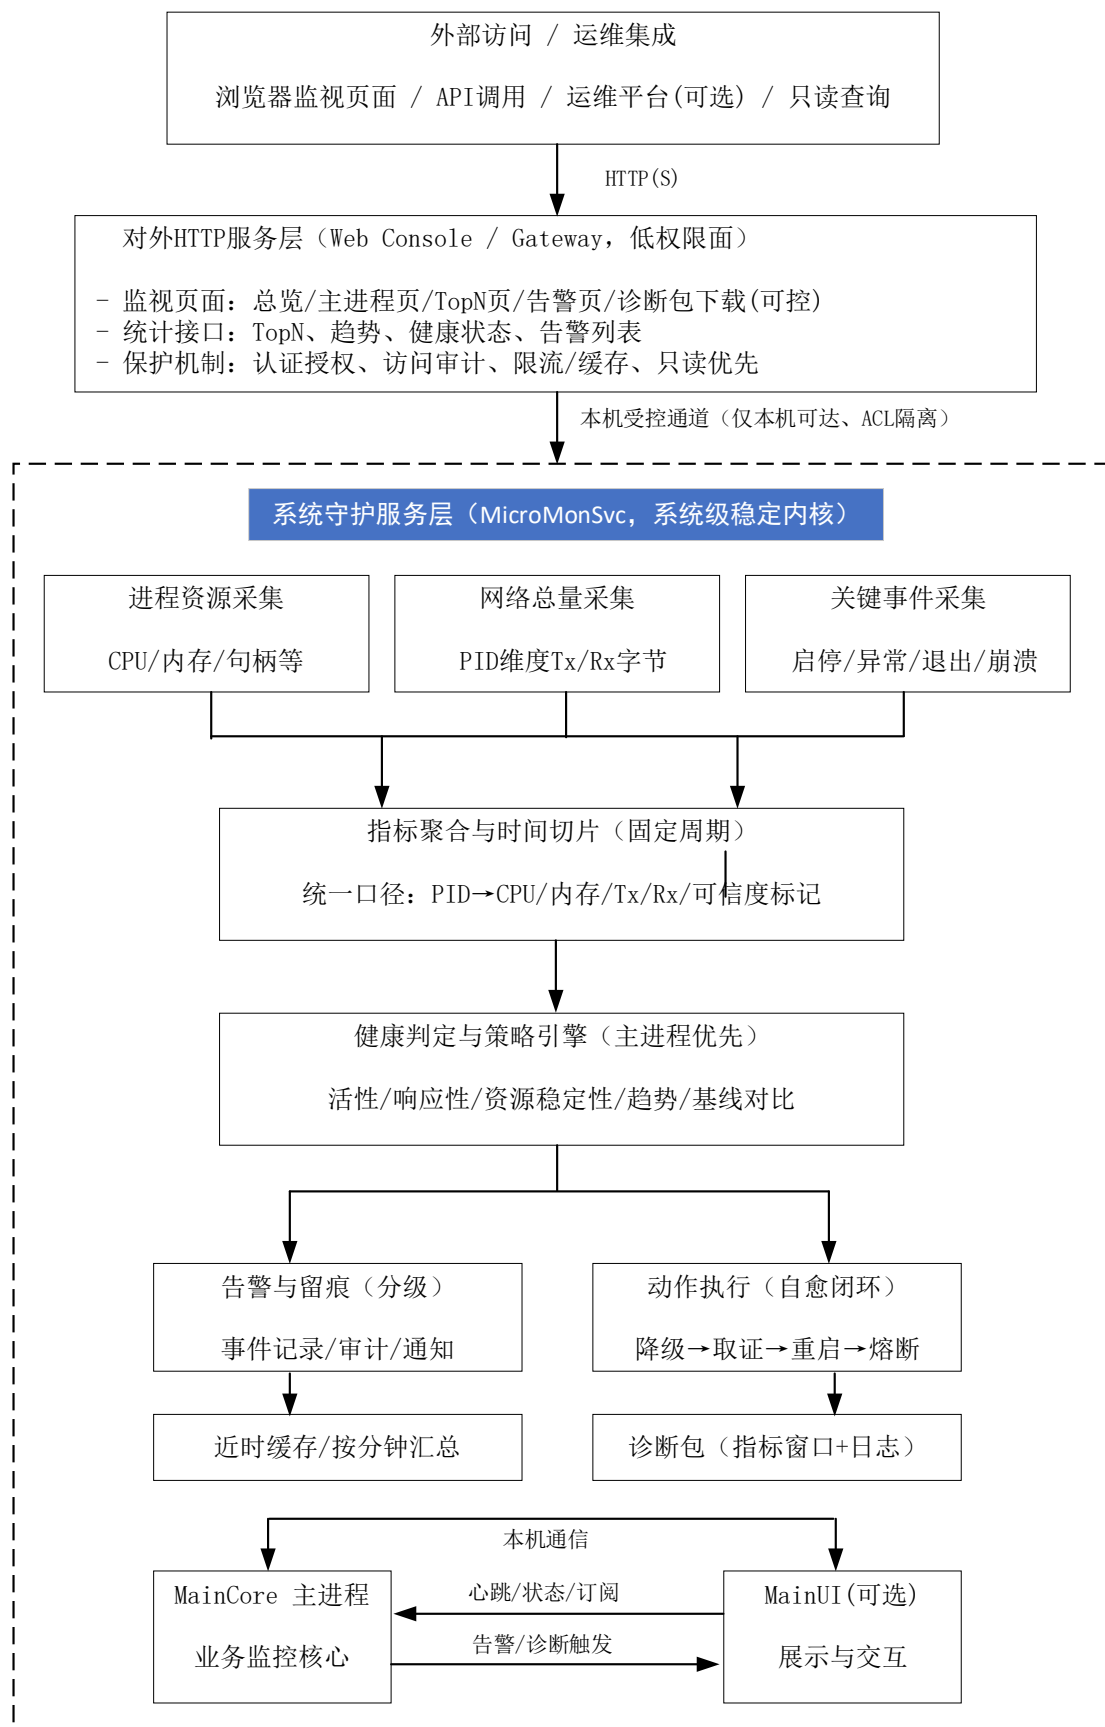 外部访问 / 运维集成
浏览器监视页面 / API调用 / 运维平台(可选) / 只读查询
HTTP(S)
对外HTTP服务层（Web Console / Gateway，低权限面）
- 监视页面：总览/主进程页/TopN页/告警页/诊断包下载(可控)
- 统计接口：TopN、趋势、健康状态、告警列表
- 保护机制：认证授权、访问审计、限流/缓存、只读优先
本机受控通道（仅本机可达、ACL隔离）
系统守护服务层（MicroMonSvc，系统级稳定内核）
进程资源采集
CPU/内存/句柄等
网络总量采集
PID维度Tx/Rx字节
关键事件采集
启停/异常/退出/崩溃
指标聚合与时间切片（固定周期）
统一口径：PID→CPU/内存/Tx/Rx/可信度标记
健康判定与策略引擎（主进程优先）
活性/响应性/资源稳定性/趋势/基线对比
告警与留痕（分级）
事件记录/审计/通知
动作执行（自愈闭环）
降级→取证→重启→熔断
近时缓存/按分钟汇总
诊断包（指标窗口+日志）
本机通信
MainCore 主进程
业务监控核心
心跳/状态/订阅
告警/诊断触发
MainUI(可选)
展示与交互